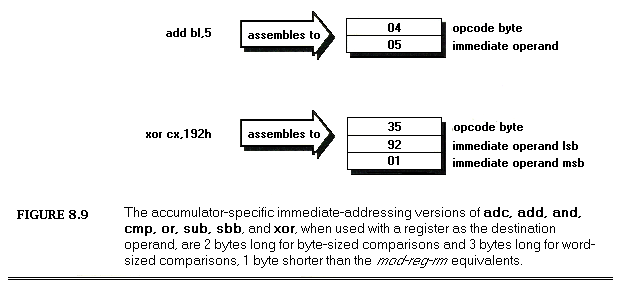 add bl,5
assembles to
04
opcode byte
05
immediate operand
xor cx,192h
assembles to
35
opcode byte
92
immediate operand lsb
01
immediate operand msb
FIGURE 8.9
The accumulator-specific immediate-addressing versions of adc, add, and,
cmp, or, sub, sbb, and xor, when used with a register as the destination
operand, are 2 bytes long for byte-sized comparisons and 3 bytes long for word-
sized comparisons, 1 byte shorter than the mod-reg-rm equivalents.